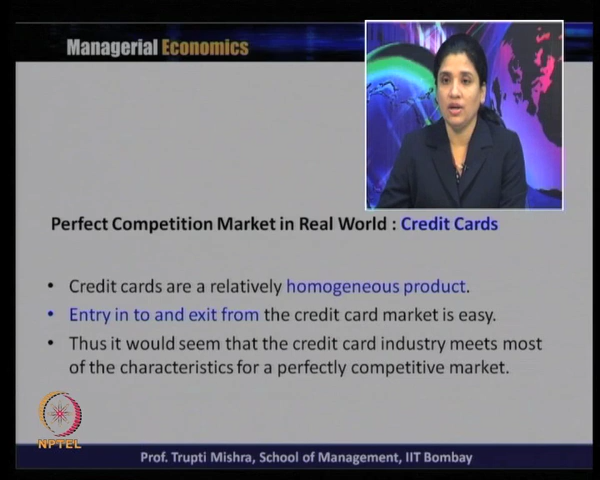 Managerial Economics
Perfect Competition Market in Real World : Credit Cards
• Credit cards are a relatively homogeneous product.
• Entry in to and exit from the credit card market is easy.
• Thus it would seem that the credit card industry meets most
of the characteristics for a perfectly competitive market.
NPTEL
Prof. Trupti Mishra, School of Management, IIT Bombay